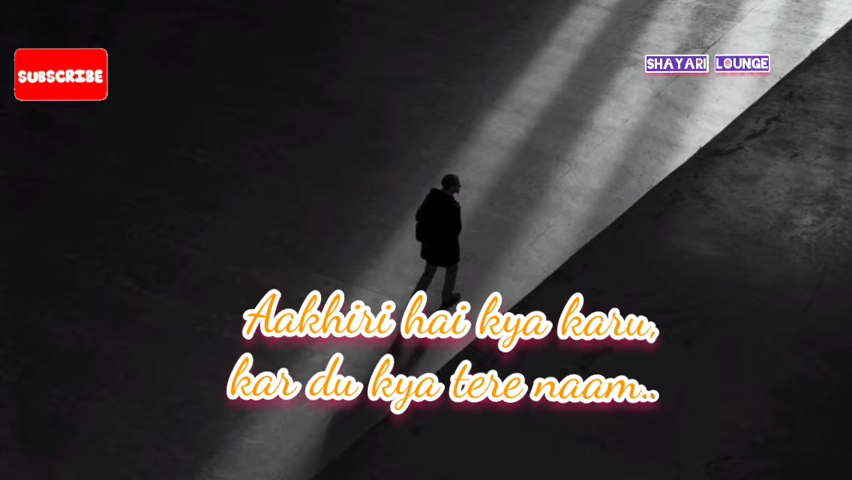 SUBSCRIBE
SHAYARI LOUNGE
Aakhiri hai kya karu,
kar du kya tere naam..